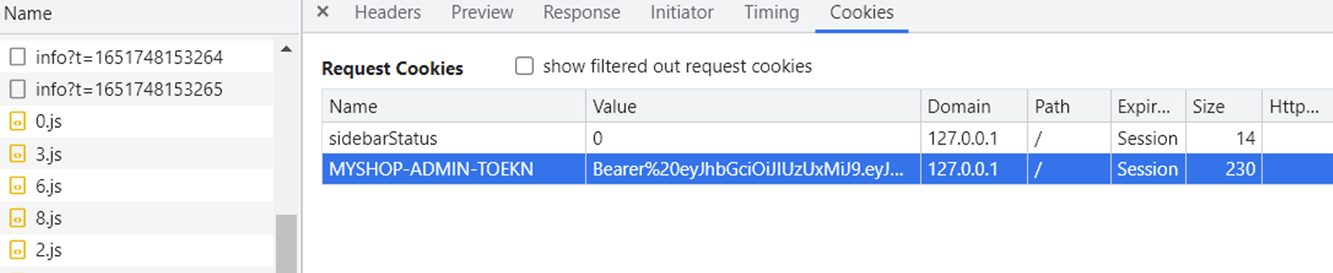 Name
× Headers Preview Response Initiator Timing Cookies
info?t=1651748153264
info?t=1651748153265
0.js
3.js
6.js
8.js
2.js
Request Cookies show filtered out request cookies
Name Value Domain Path Expir... Size Http...
sidebarStatus 0 127.0.0.1 / Session 14
MYSHOP-ADMIN-TOEKN Bearer%20eyJhbGciOiJIUzUxMiJ9.eyJ... 127.0.0.1 / Session 230